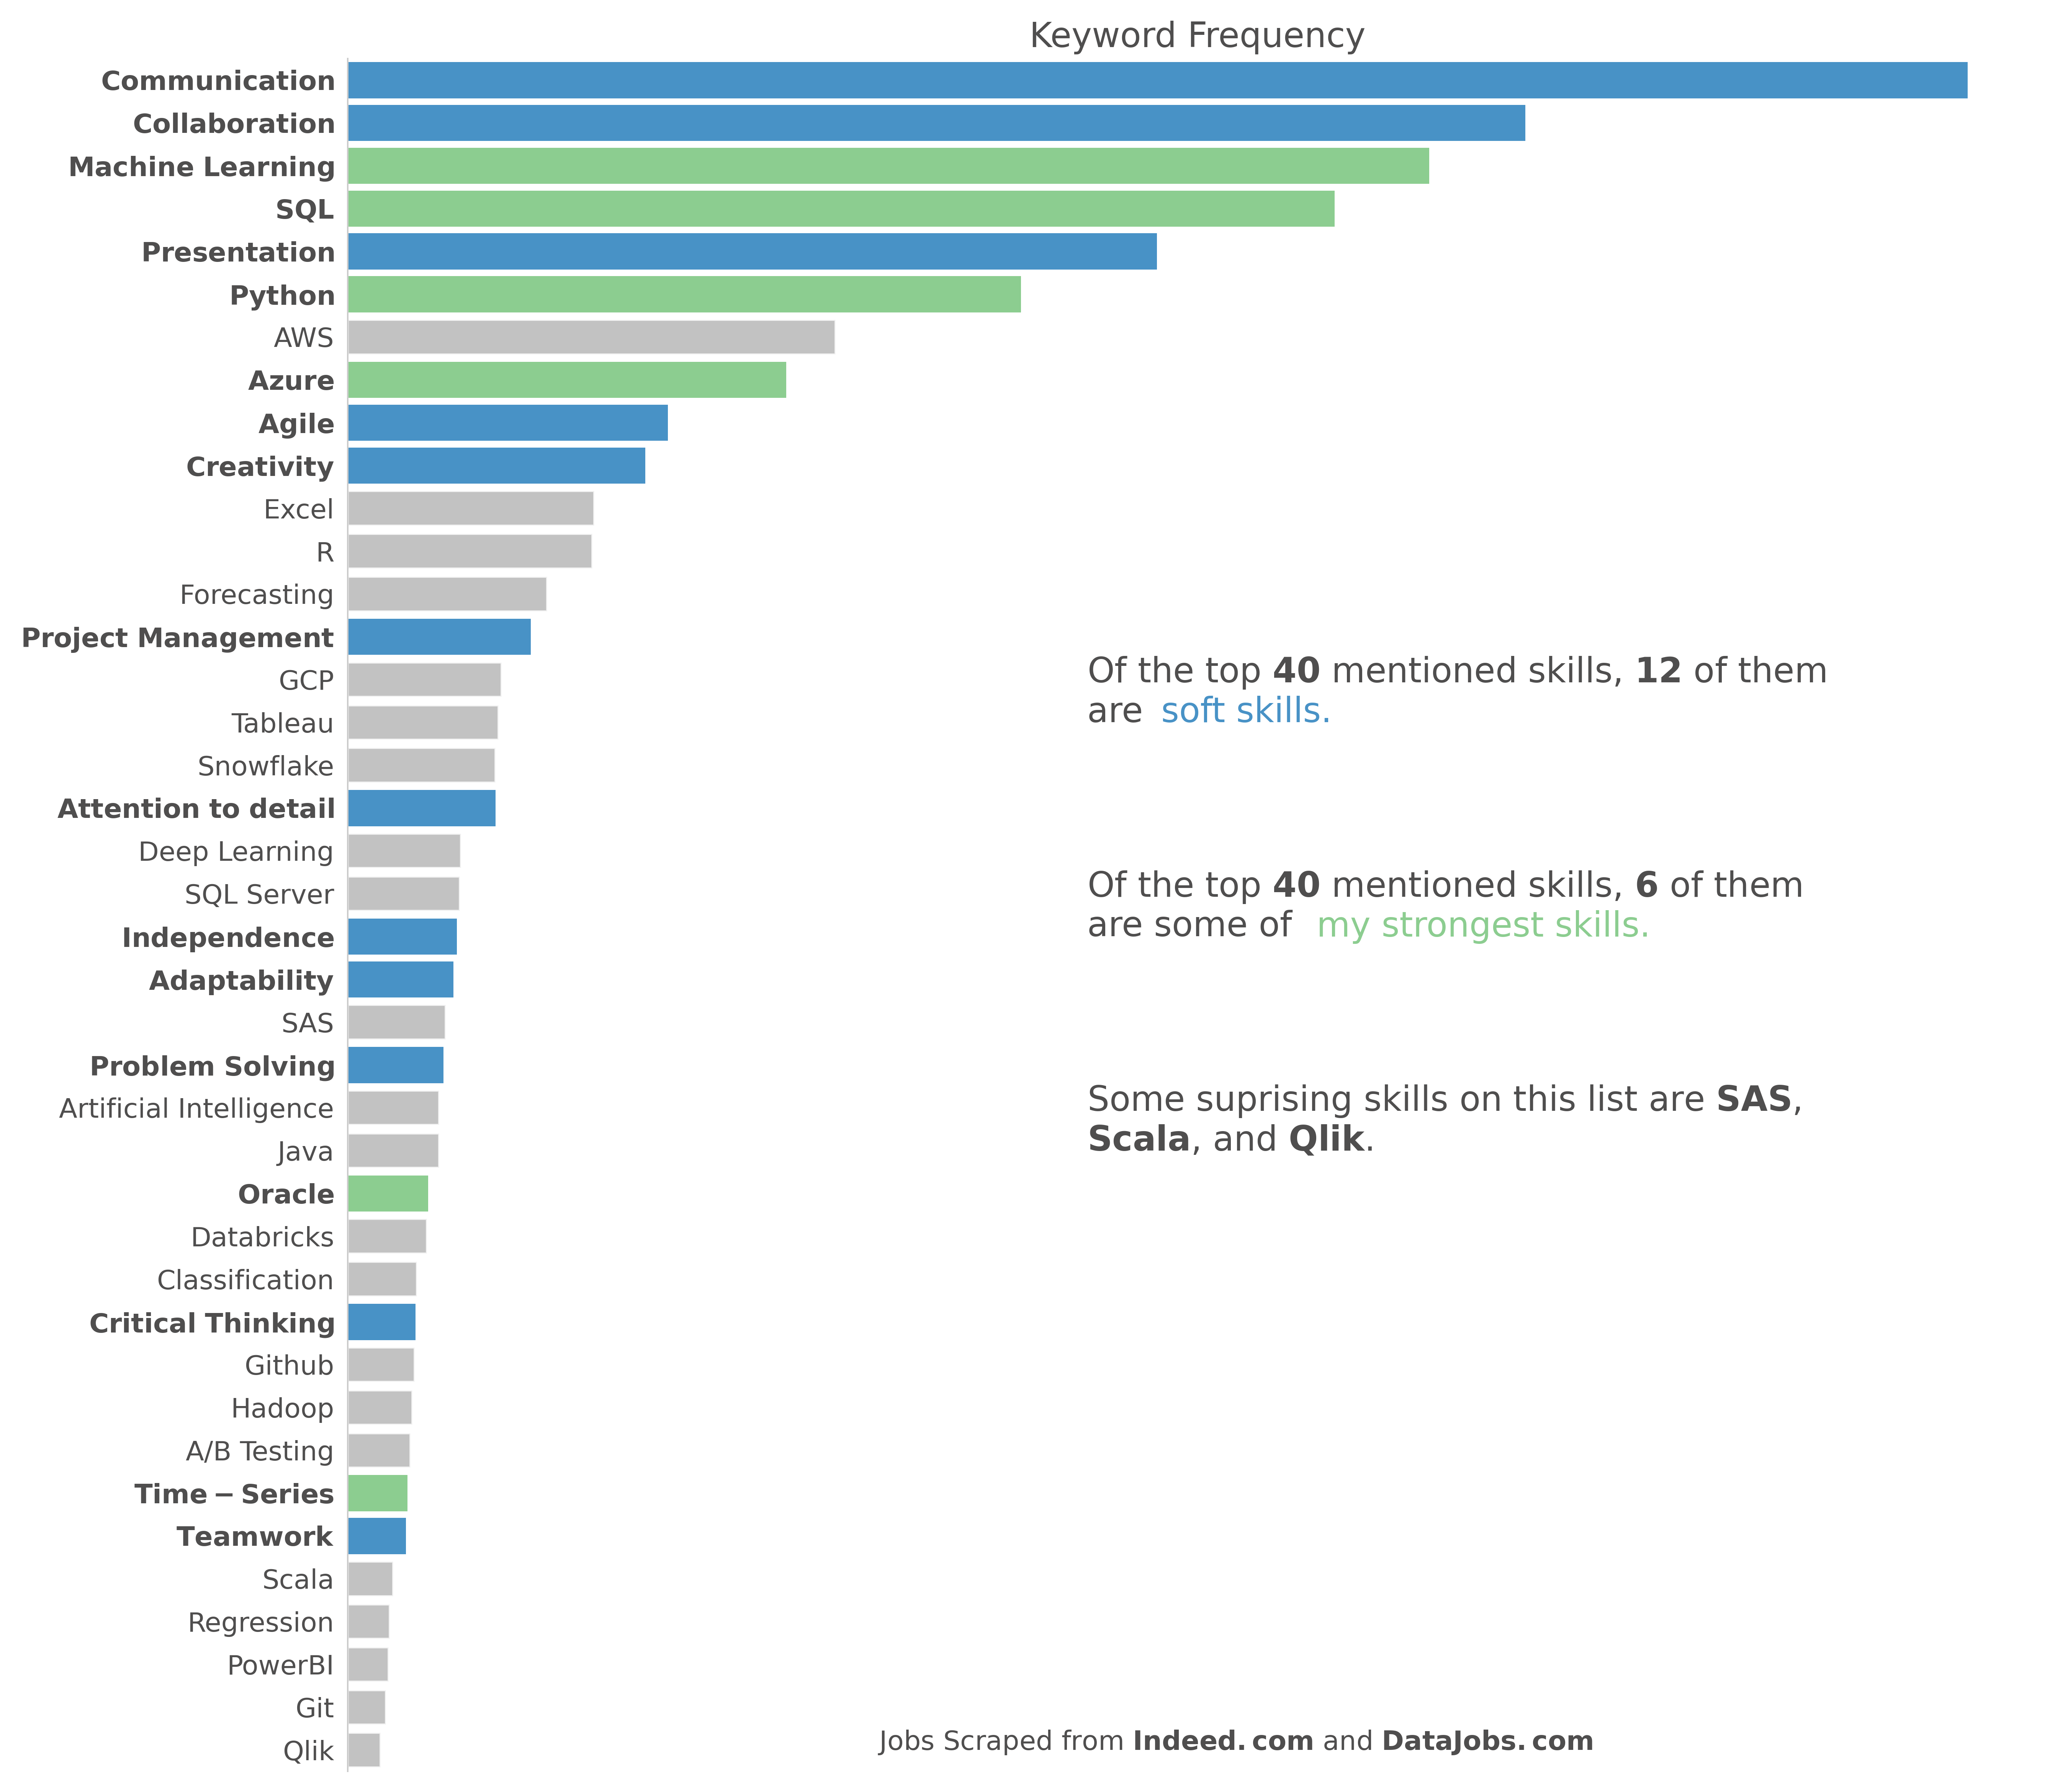 Keyword Frequency
Communication
Collaboration
Machine Learning
SQL
Presentation
Python
AWS
Azure
Agile
Creativity
Excel
R
Forecasting
Project Management
GCP
Tableau
Snowflake
Attention to detail
Deep Learning
SQL Server
Independence
Adaptability
SAS
Problem Solving
Artificial Intelligence
Java
Oracle
Databricks
Classification
Critical Thinking
Github
Hadoop
A/B Testing
Time – Series
Teamwork
Scala
Regression
PowerBI
Git
Qlik
Of the top 40 mentioned skills, 12 of them
are soft skills.
Of the top 40 mentioned skills, 6 of them
are some of my strongest skills.
Some suprising skills on this list are SAS,
Scala, and Qlik.
Jobs Scraped from Indeed. com and DataJobs. com